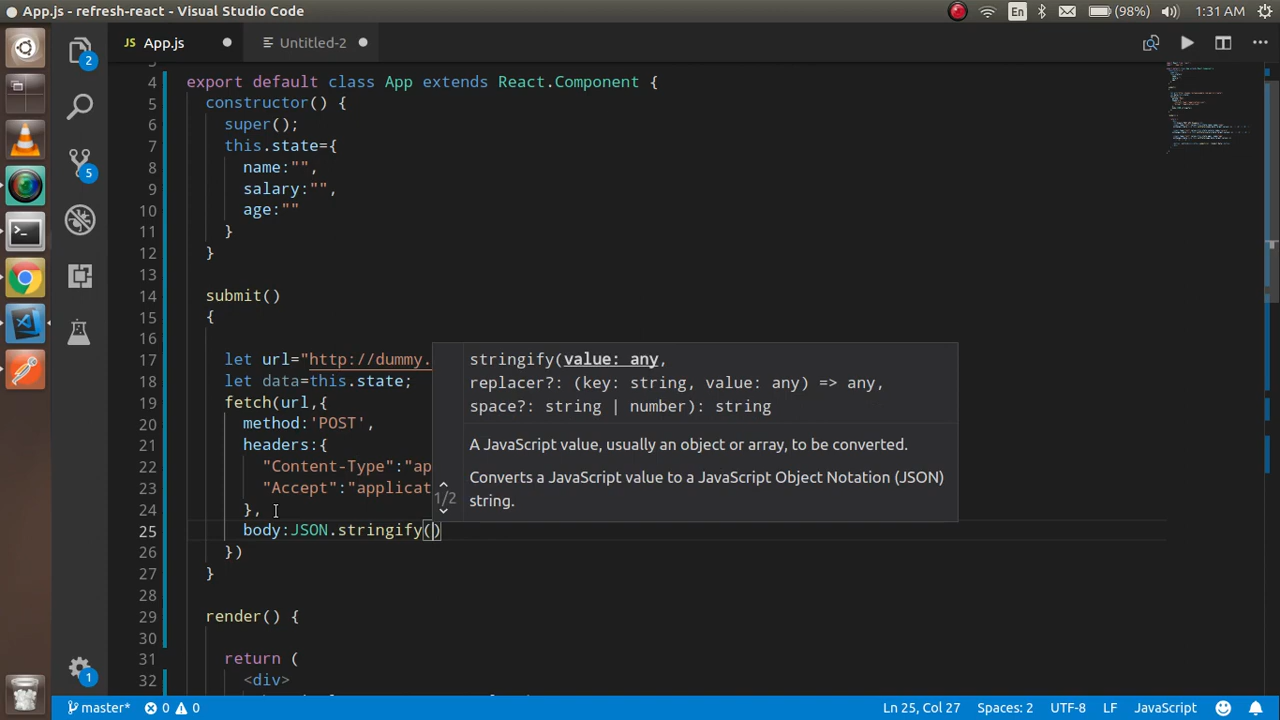 App.js - refresh-react - Visual Studio Code
En
(98%)
1:31 AM
2
5
1
JS App.js
Untitled-2
4 export default class App extends React.Component {
5 constructor() {
6 super();
7 this.state={
8 name:"",
9 salary:"",
10 age:""
11 }
12 }
13
14 submit()
15 {
16
17 let url="http://dummy.
18 let data=this.state;
19 fetch(url,{
20 method:'POST',
21 headers:{
22 "Content-Type":"ap
23 "Accept":"applicat
24 },
25 body:JSON.stringify()
26 })
27 }
28
29 render() {
30
31 return (
32 <div>
stringify(value: any,
replacer?: (key: string, value: any) => any,
space?: string | number): string
1/2
A JavaScript value, usually an object or array, to be converted.
Converts a JavaScript value to a JavaScript Object Notation (JSON)
string.
master*
0
0
Ln 25, Col 27
Spaces: 2
UTF-8
LF
JavaScript